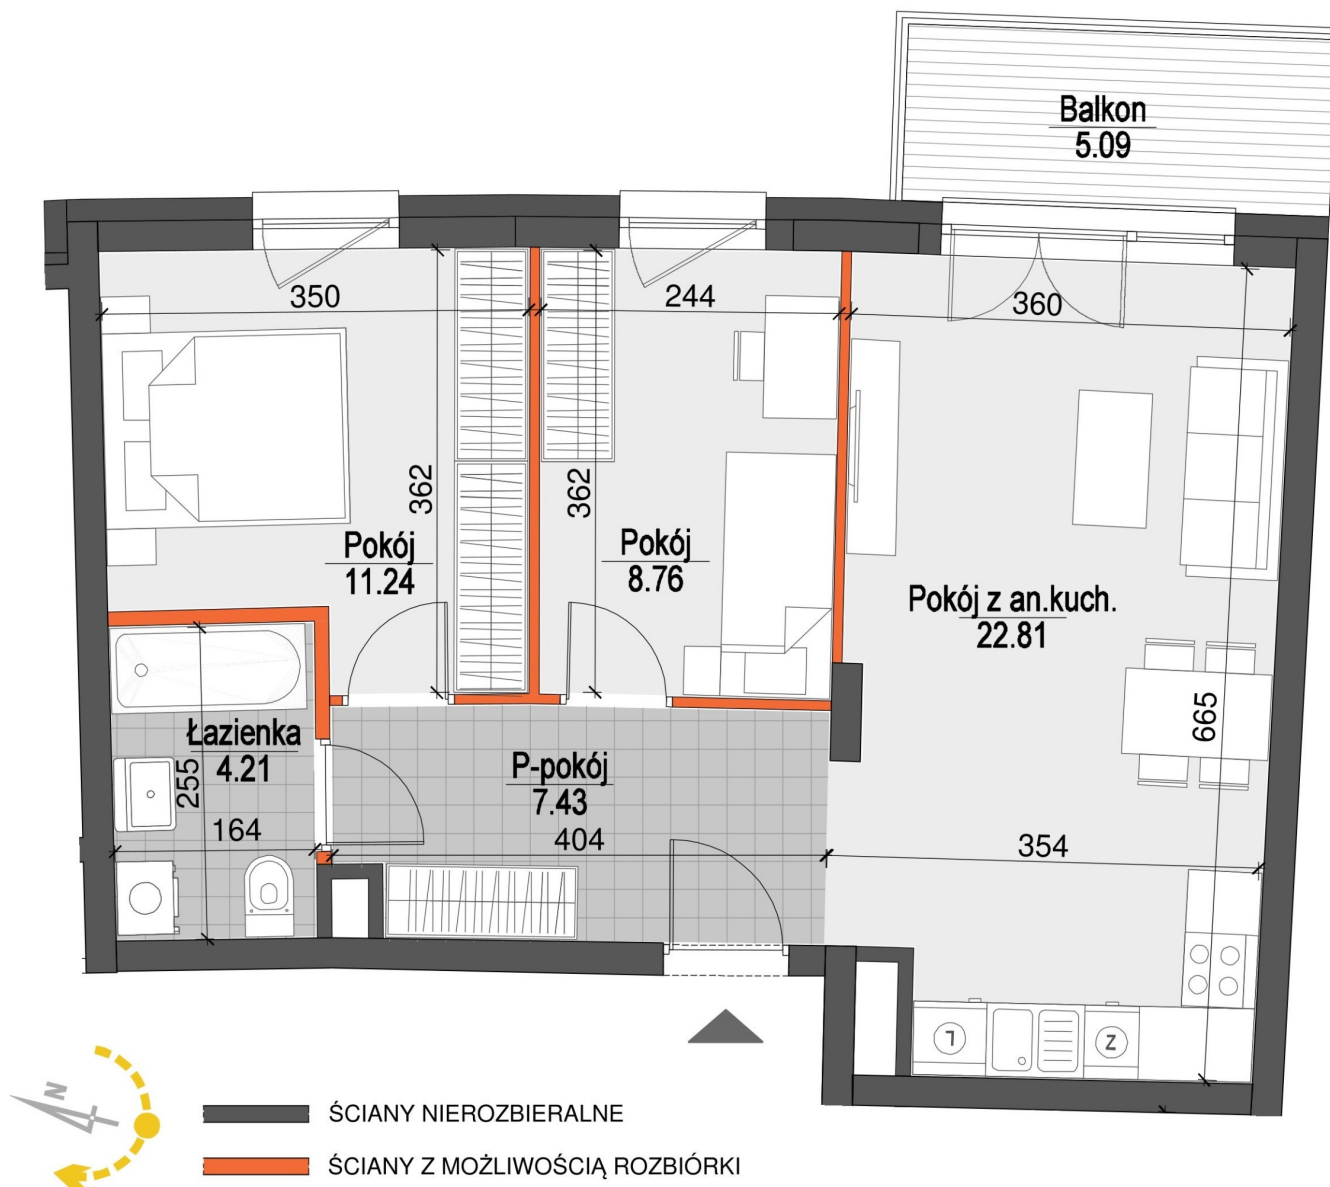 Balkon
5.09
350
244
360
362
362
Pokój
11.24
Pokój
8.76
Pokój z an.kuch.
22.81
665
Łazienka
4.21
255
164
P-pokój
7.43
404
354
L
Z
N
ŚCIANY NIEROZBIERALNE
ŚCIANY Z MOŻLIWOŚCIĄ ROZBIÓRKI